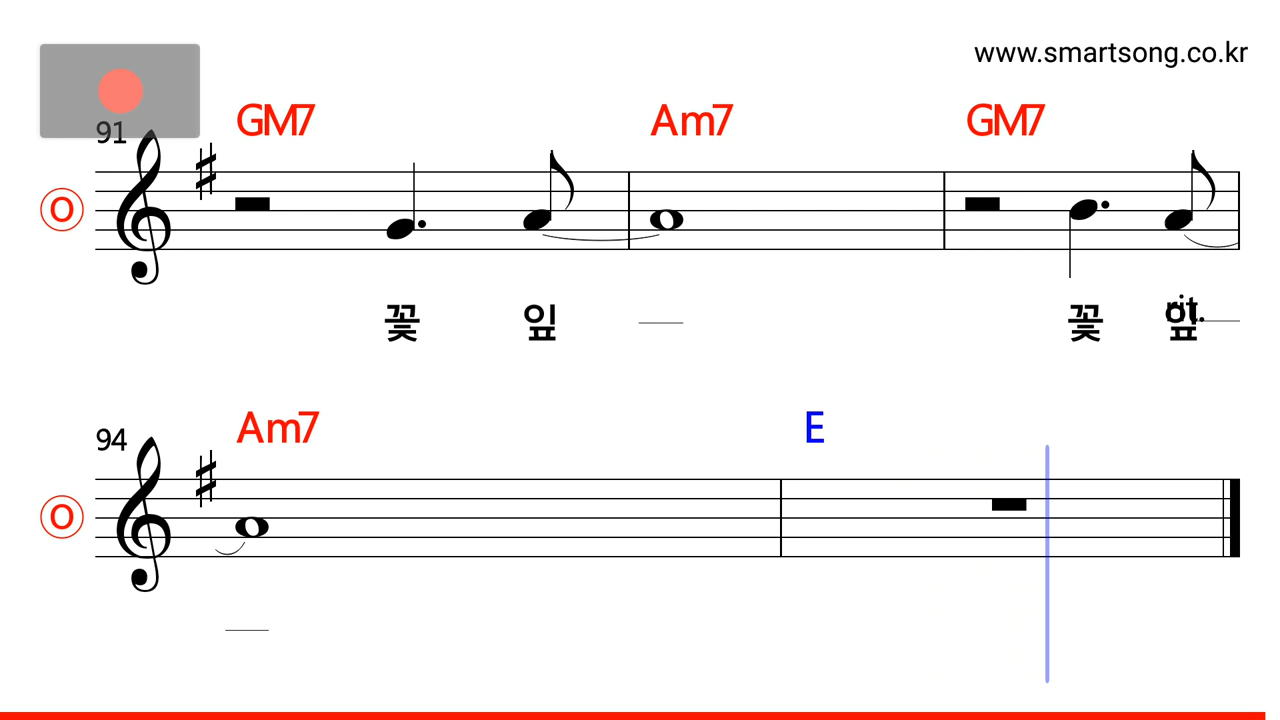 www.smartsong.co.kr
91 GM7 Am7 GM7
O
꽃 잎 꽃 잎 rit.
94 Am7 E
O